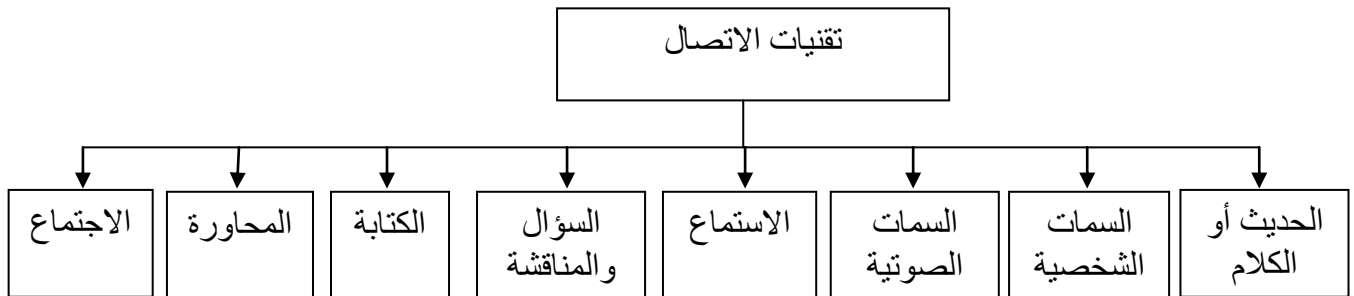 تقنيات الاتصال
الحديث أو
الكلام
السمات
الشخصية
السمات
الصوتية
الاستماع
السؤال
والمناقشة
الكتابة
المحاورة
الاجتماع